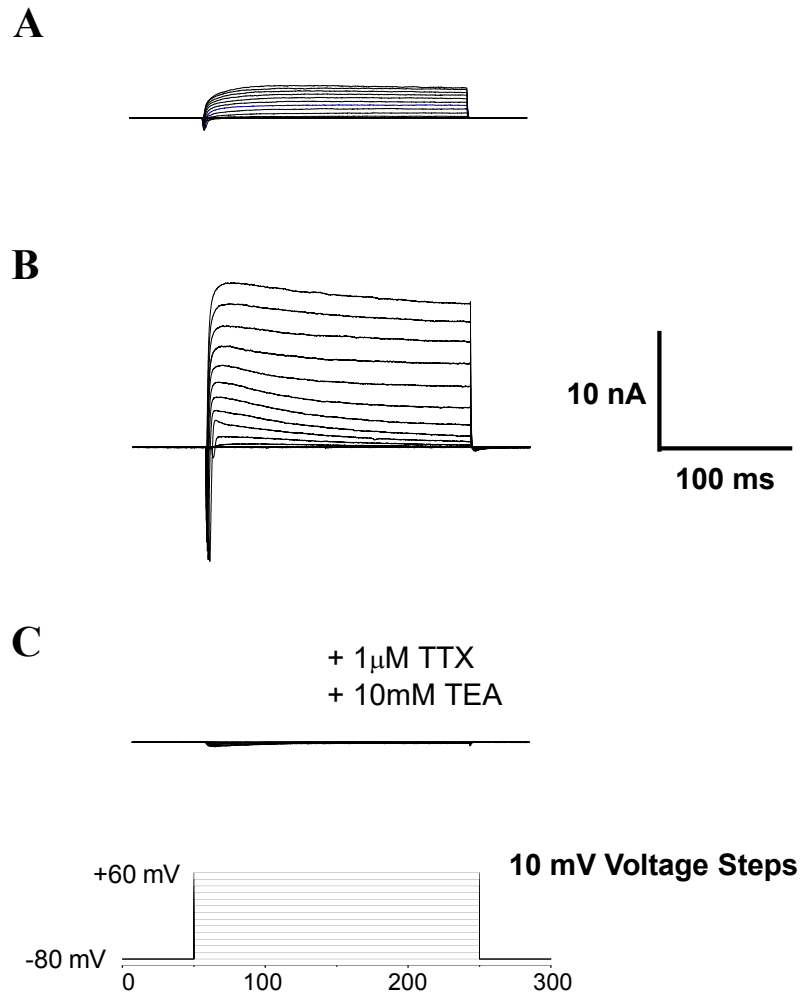 A
B
10 nA
100 ms
C
+ 1μM TTX
+ 10mM TEA
+60 mV
10 mV Voltage Steps
-80 mV
0 100 200 300